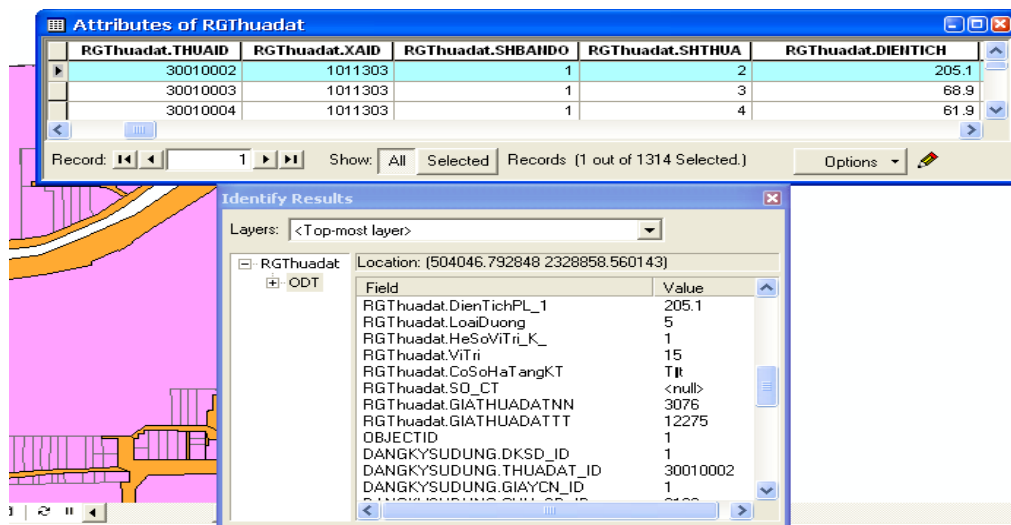 Attributes of RGThuadat
RGThuadat.THUAID RGThuadat.XAID RGThuadat.SHBANDO RGThuadat.SHTHUA RGThuadat.DIENTICH
30010002 1011303 1 2 205.1
30010003 1011303 1 3 68.9
30010004 1011303 1 4 61.9
Record: 1 Show: All Selected Records (1 out of 1314 Selected.) Options
Identify Results
Layers: <Top-most layer>
RGThuadat Location: (504046.792848 2328858.560143)
ODT
Field Value
RGThuadat.DienTichPL_1 205.1
RGThuadat.LoaiDuong 5
RGThuadat.HeSoViTri_K_ 1
RGThuadat.ViTri 15
RGThuadat.CoSoHaTangKT
RGThuadat.SO_CT <null>
RGThuadat.GIATHUADATNN 3076
RGThuadat.GIATHUADATTT 12275
OBJECTID 1
DANGKYSUDUNG.DKSD_ID 1
DANGKYSUDUNG.THUADAT_ID 30010002
DANGKYSUDUNG.GIAYCN_ID 1